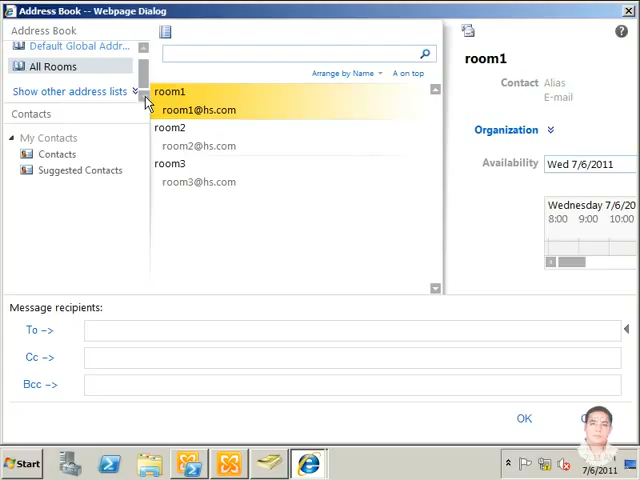 Address Book -- Webpage Dialog
Address Book
Default Global Addr...
All Rooms
Show other address lists
Contacts
My Contacts
Contacts
Suggested Contacts
Arrange by Name
A on top
room1
room1@hs.com
room2
room2@hs.com
room3
room3@hs.com
room1
Contact
Alias
E-mail
Organization
Availability
Wed 7/6/2011
Wednesday 7/6/20
8:00 9:00 10:00
Message recipients:
To ->
Cc ->
Bcc ->
OK
Start
7/6/2011